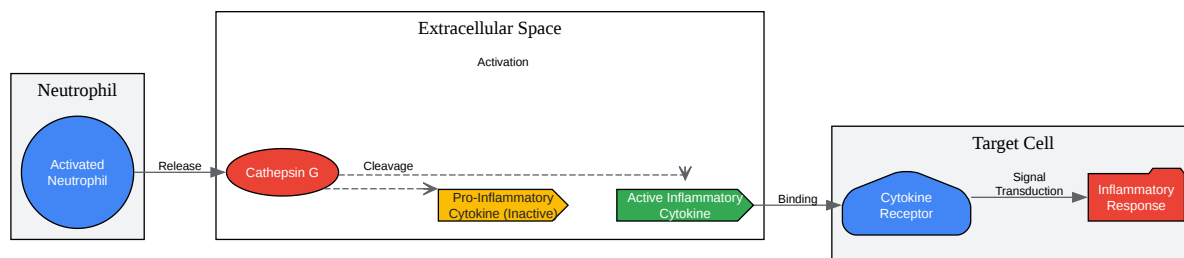 Extracellular Space
Activation
Neutrophil
Activated
Neutrophil
Release
Cathepsin G
Cleavage
Pro-Inflammatory
Cytokine (Inactive)
Active Inflammatory
Cytokine
Binding
Target Cell
Cytokine
Receptor
Signal
Transduction
Inflammatory
Response